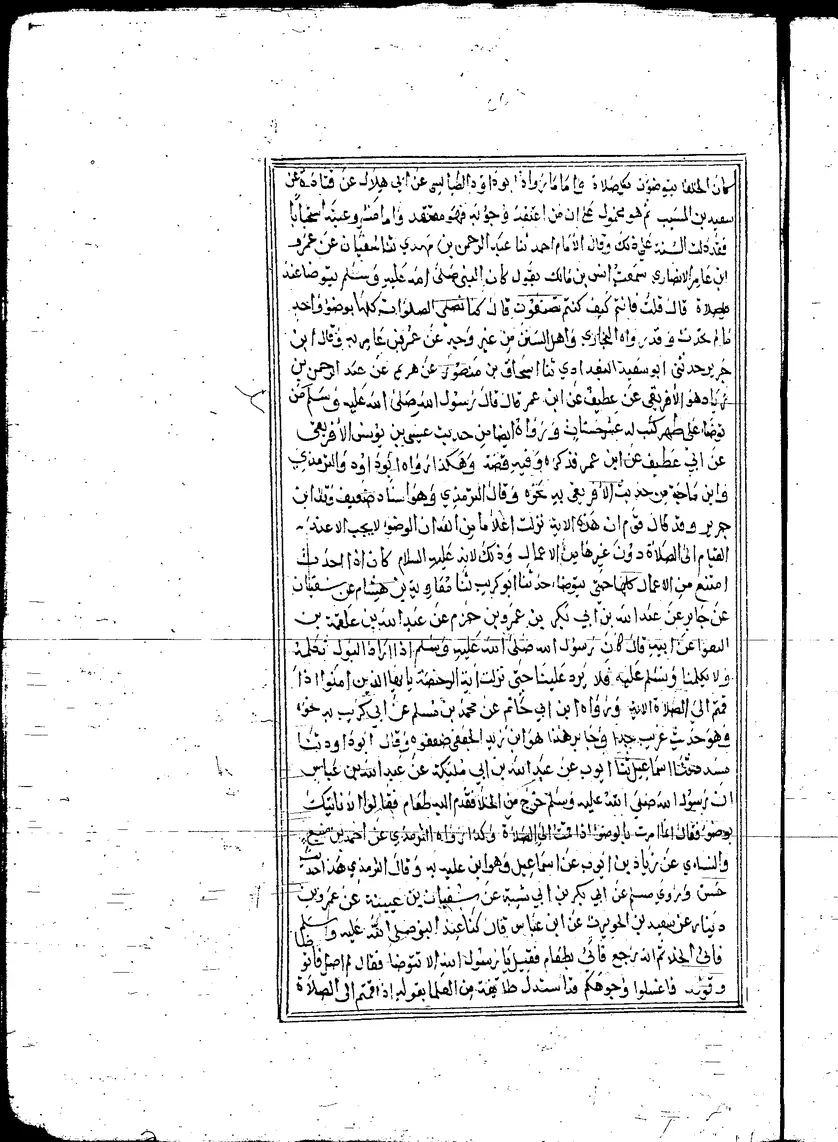 كان الخلفا يتوضون لكل صلاة واما ما رواه ابو داود الطيالسي عن ابي هلال عن قتادة عن
سعيد بن المسيب ثم هو محمول على ان من اعتقد وجوبه فهو معتقد واما مشروعيته استحبابا
فقد دلت السنة على ذلك وقال الامام احمد ثنا عبد الرحمن بن مهدي ثنا سفيان عن عمرو
ابن عامر الانصاري سمعت انس بن مالك يقول كان النبي صلى الله عليه وسلم يتوضا عند
كل صلاة قال قلت فانتم كيف كنتم تصنعون قال كنا نصلي الصلوات كلها بوضؤ واحد
ما لم نحدث وقد رواه البخاري واهل السنن من غير وجه عن عمرو بن عامر به وقال ابن
جرير حدثني ابو سعيد البغدادي ثنا اسحاق بن منصور عن هريم عن عبد الرحمن بن
زياد هو الافريقي عن غطيف عن ابن عمر قال قال رسول الله صلى الله عليه وسلم من
توضا على طهر كتب له عشر حسنات ورواه ايضا من حديث عيسى بن يونس الافريقي
عن ابي غطيف عن ابن عمر فذكره وفيه قصة وهكذا رواه ابو داود والترمذي
وابن ماجة من حديث الافريقي به نحوه وقال الترمذي وهو اسناد ضعيف وقال ابن
جرير وقد قال قوم ان هذه الاية نزلت اعلاما من الله ان الوضؤ لا يجب الا عند
القيام الى الصلاة دون غيرها من الاعمال وذلك لانه عليه السلام كان اذا احدث
امتنع من الاعمال كلها حتى يتوضا حدثنا ابو كريب ثنا معاوية بن هشام عن سفيان
عن جابر عن عبد الله بن ابي بكر بن عمرو بن حزم عن عبد الله بن علقمة بن
الفغوا عن ابيه قال كان رسول الله صلى الله عليه وسلم اذا اراد البول نكلمه
ولا يكلمنا ونسلم عليه فلا يرد علينا حتى نزلت اية الرخصة يا ايها الذين امنوا اذا
قمتم الى الصلاة الاية ورواه ابن ابي حاتم عن محمد بن مسلم عن ابي كريب به نحوه
وهو حديث غريب جدا وجابر هذا هو ابن يزيد الجعفي ضعفوه وقال ابو داود ثنا
مسدد حدثنا اسماعيل ثنا ايوب عن عبد الله بن ابي مليكة عن عبد الله بن عباس
ان رسول الله صلى الله عليه وسلم خرج من الخلا فقدم اليه طعام فقالوا الا ناتيك
بوضؤ فقال انما امرت بالوضؤ اذا قمت الى الصلاة وكذا رواه الترمذي عن احمد بن منيع
والنساي عن زياد بن ايوب عن اسماعيل وهو ابن عليه به وقال الترمذي هذا حديث
حسن وروى مسلم عن ابي بكر بن ابي شيبة عن سفيان بن عيينة عن عمرو بن
دينار عن سعيد بن الحويرث عن ابن عباس قال كنا عند النبي صلى الله عليه وسلم
فاتى الخلا ثم انه رجع فاتي بطعام فقيل يا رسول الله الا تتوضا فقال لم اصل فاتوضا
وقوله فاغسلوا وجوهكم قد استدل طايفة من العلما بقوله اذا قمتم الى الصلاة